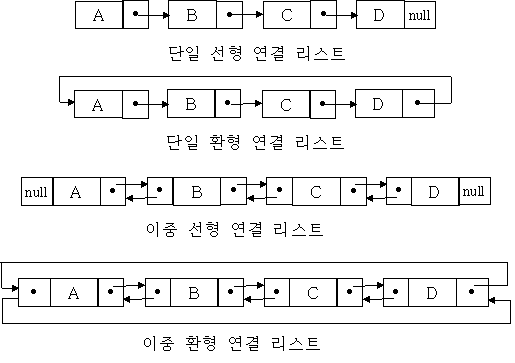 A B C D null
단일 선형 연결 리스트
A B C D
단일 환형 연결 리스트
null A B C D null
이중 선형 연결 리스트
A B C D
이중 환형 연결 리스트